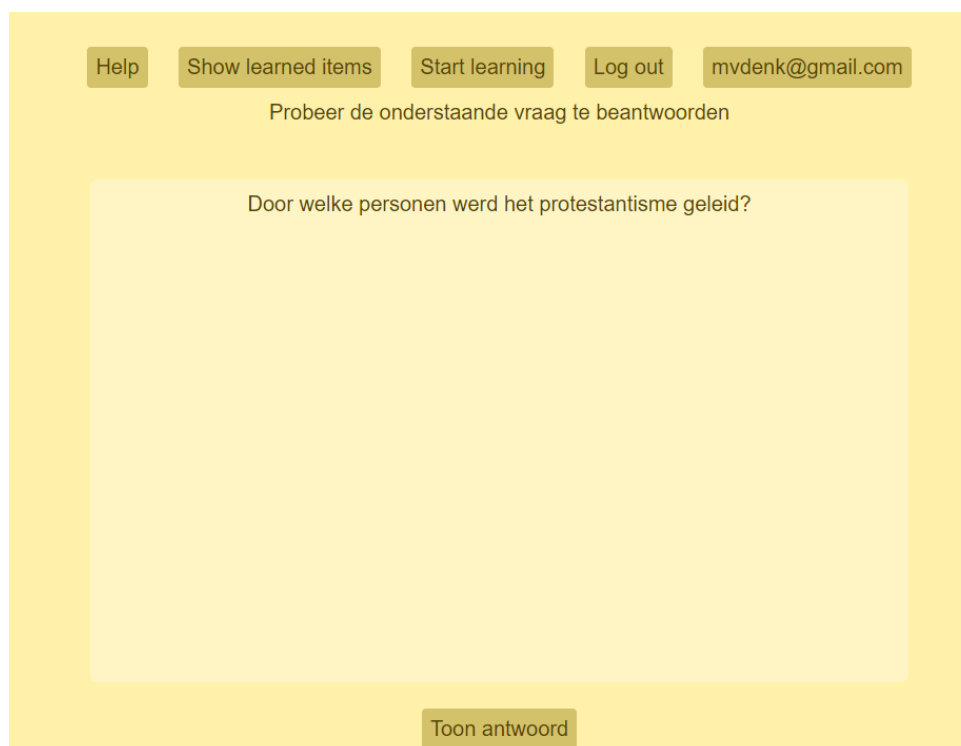 Help Show learned items Start learning Log out mvdenk@gmail.com
Probeer de onderstaande vraag te beantwoorden
Door welke personen werd het protestantisme geleid?
Toon antwoord